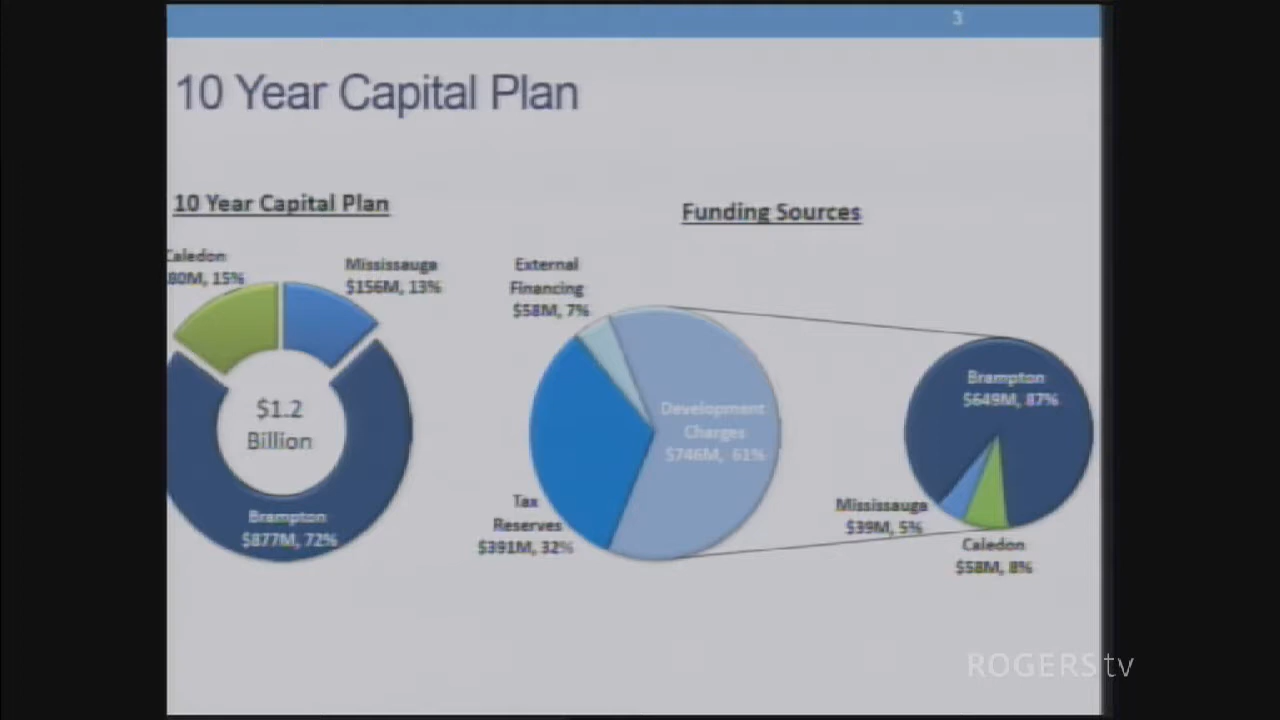 3
10 Year Capital Plan
10 Year Capital Plan
Funding Sources
Caledon
80M, 15%
Mississauga
$156M, 13%
$1.2
Billion
Brampton
$877M, 72%
External
Financing
$58M, 7%
Development
Charges
$746M, 61%
Tax
Reserves
$391M, 32%
Brampton
$649M, 87%
Mississauga
$39M, 5%
Caledon
$58M, 8%
ROGERS tv